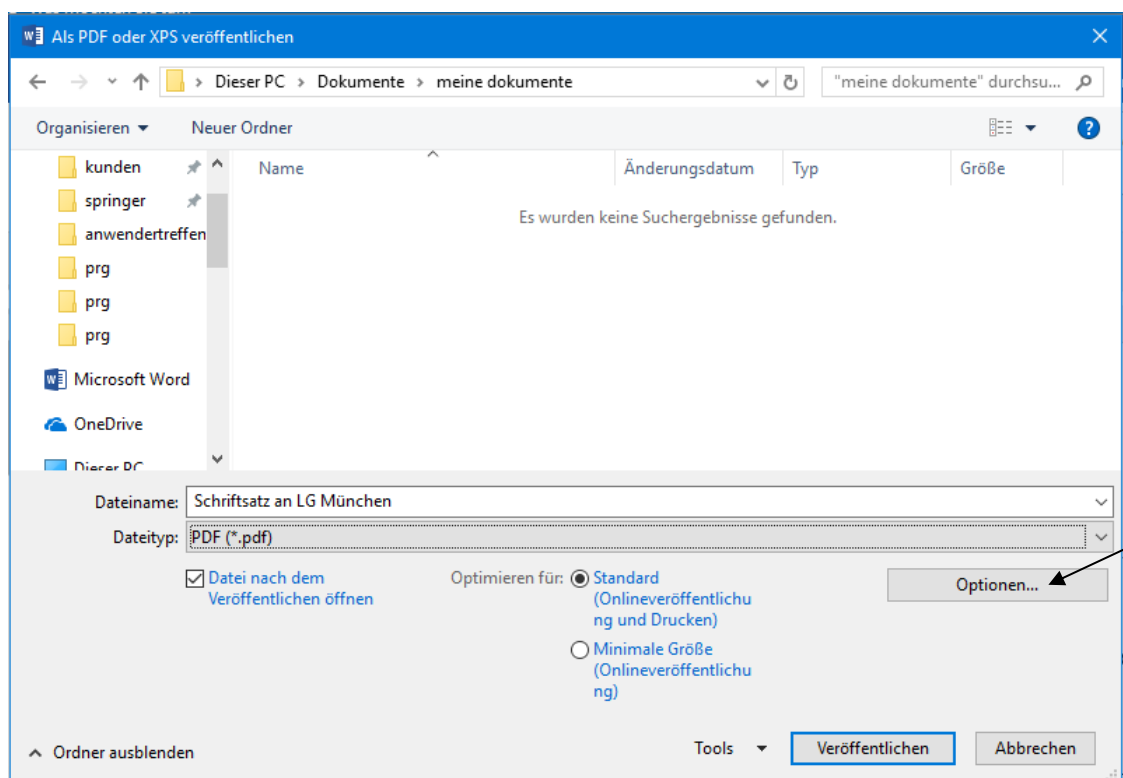 Als PDF oder XPS veröffentlichen
Dieser PC > Dokumente > meine dokumente
"meine dokumente" durchsu...
Organisieren
Neuer Ordner
Name
Änderungsdatum
Typ
Größe
Es wurden keine Suchergebnisse gefunden.
kunden
springer
anwendertreffen
prg
prg
prg
Microsoft Word
OneDrive
Dieser PC
Dateiname: Schriftsatz an LG München
Dateityp: PDF (*.pdf)
Datei nach dem
Veröffentlichen öffnen
Optimieren für:
Standard
(Onlineveröffentlichu
ng und Drucken)
Minimale Größe
(Onlineveröffentlichu
ng)
Optionen...
Ordner ausblenden
Tools
Veröffentlichen
Abbrechen